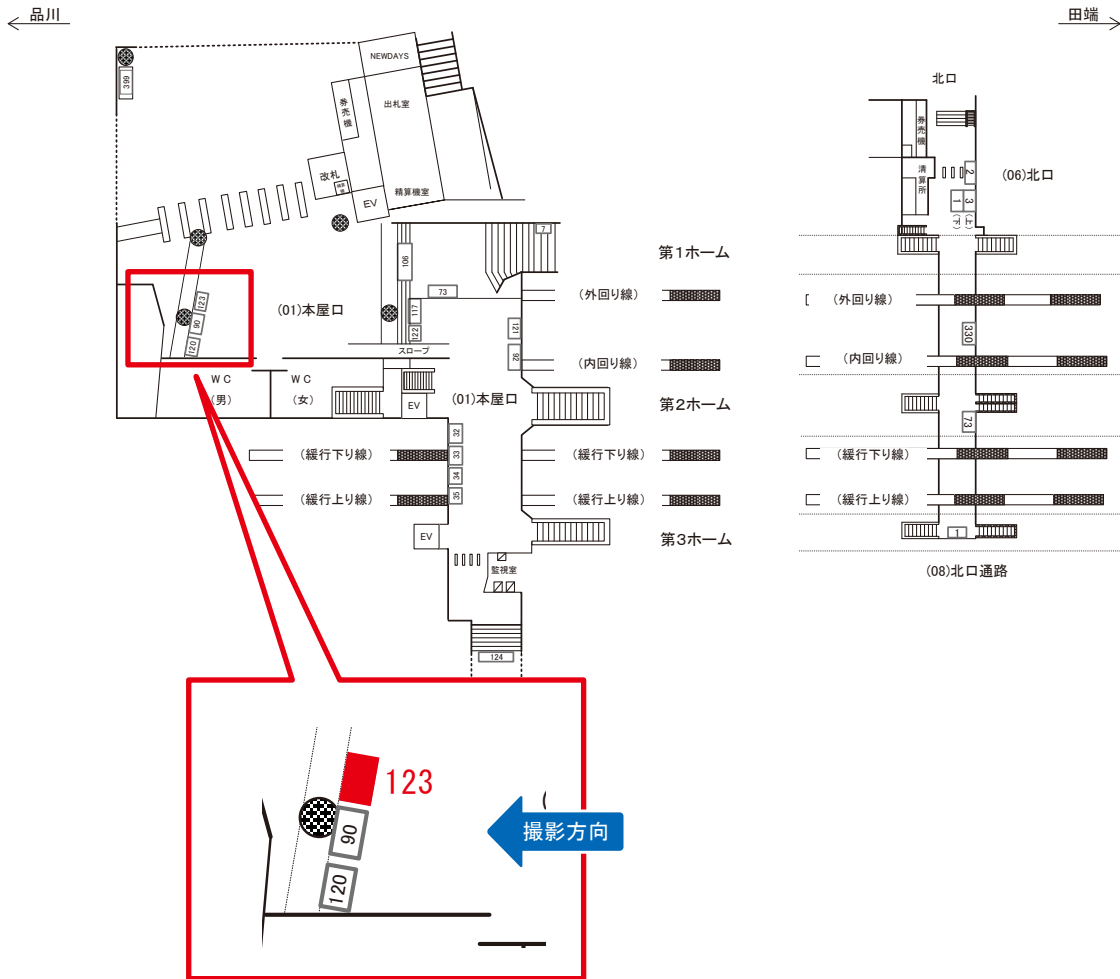 品川
田端
NEWDAYS
399
券売機
出札室
改札
精算機室
EV
北口
券売機
清算所
2
(06)北口
1
3
(下)
(上)
7
106
第1ホーム
73
(外回り線)
(外回り線)
123
90
120
(01)本屋口
117
122
121
330
スロープ
92
(内回り線)
(内回り線)
WC
(男)
WC
(女)
EV
(01)本屋口
第2ホーム
73
32
33
34
35
(緩行下り線)
(緩行下り線)
(緩行下り線)
(緩行上り線)
(緩行上り線)
(緩行上り線)
EV
第3ホーム
1
監視室
(08)北口通路
124
123
90
120
撮影方向